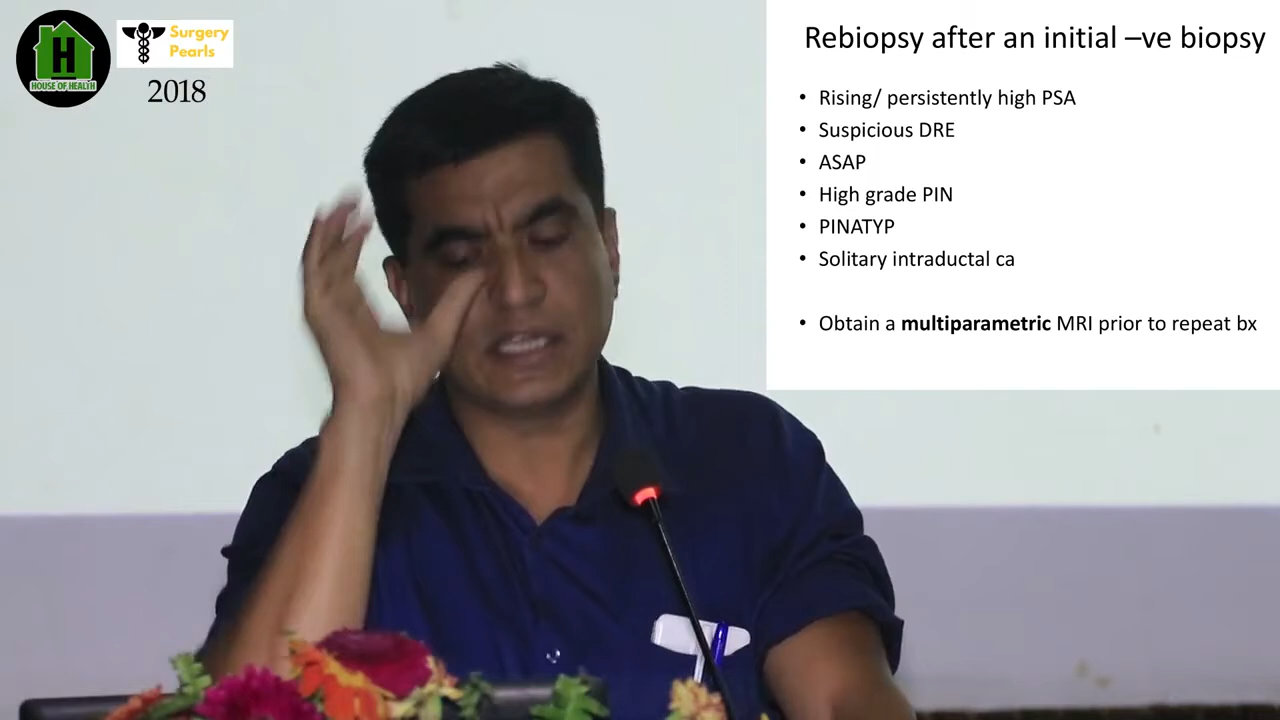 H
HOUSE OF HEALTH
Surgery
Pearls
2018
Rebiopsy after an initial –ve biopsy
• Rising/ persistently high PSA
• Suspicious DRE
• ASAP
• High grade PIN
• PINATYP
• Solitary intraductal ca
• Obtain a multiparametric MRI prior to repeat bx